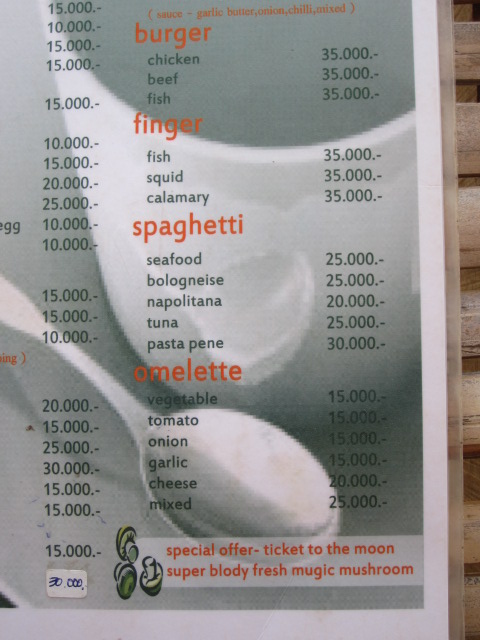 15.000.-
10.000.-
15.000.-
15.000.-
15.000.-
10.000.-
15.000.-
20.000.-
25.000.-
egg 10.000.-
10.000.-
15.000.-
15.000.-
10.000.-
ing )
20.000.-
15.000.-
25.000.-
30.000.-
15.000.-
15.000.-
15.000.-
30.000.
( sauce - garlic butter,onion,chilli,mixed )
burger
chicken 35.000.-
beef 35.000.-
fish 35.000.-
finger
fish 35.000.-
squid 35.000.-
calamary 35.000.-
spaghetti
seafood 25.000.-
bologneise 25.000.-
napolitana 20.000.-
tuna 25.000.-
pasta pene 30.000.-
omelette
vegetable 15.000.-
tomato 15.000.-
onion 15.000.-
garlic 15.000.-
cheese 20.000.-
mixed 25.000.-
special offer- ticket to the moon
super blody fresh mugic mushroom